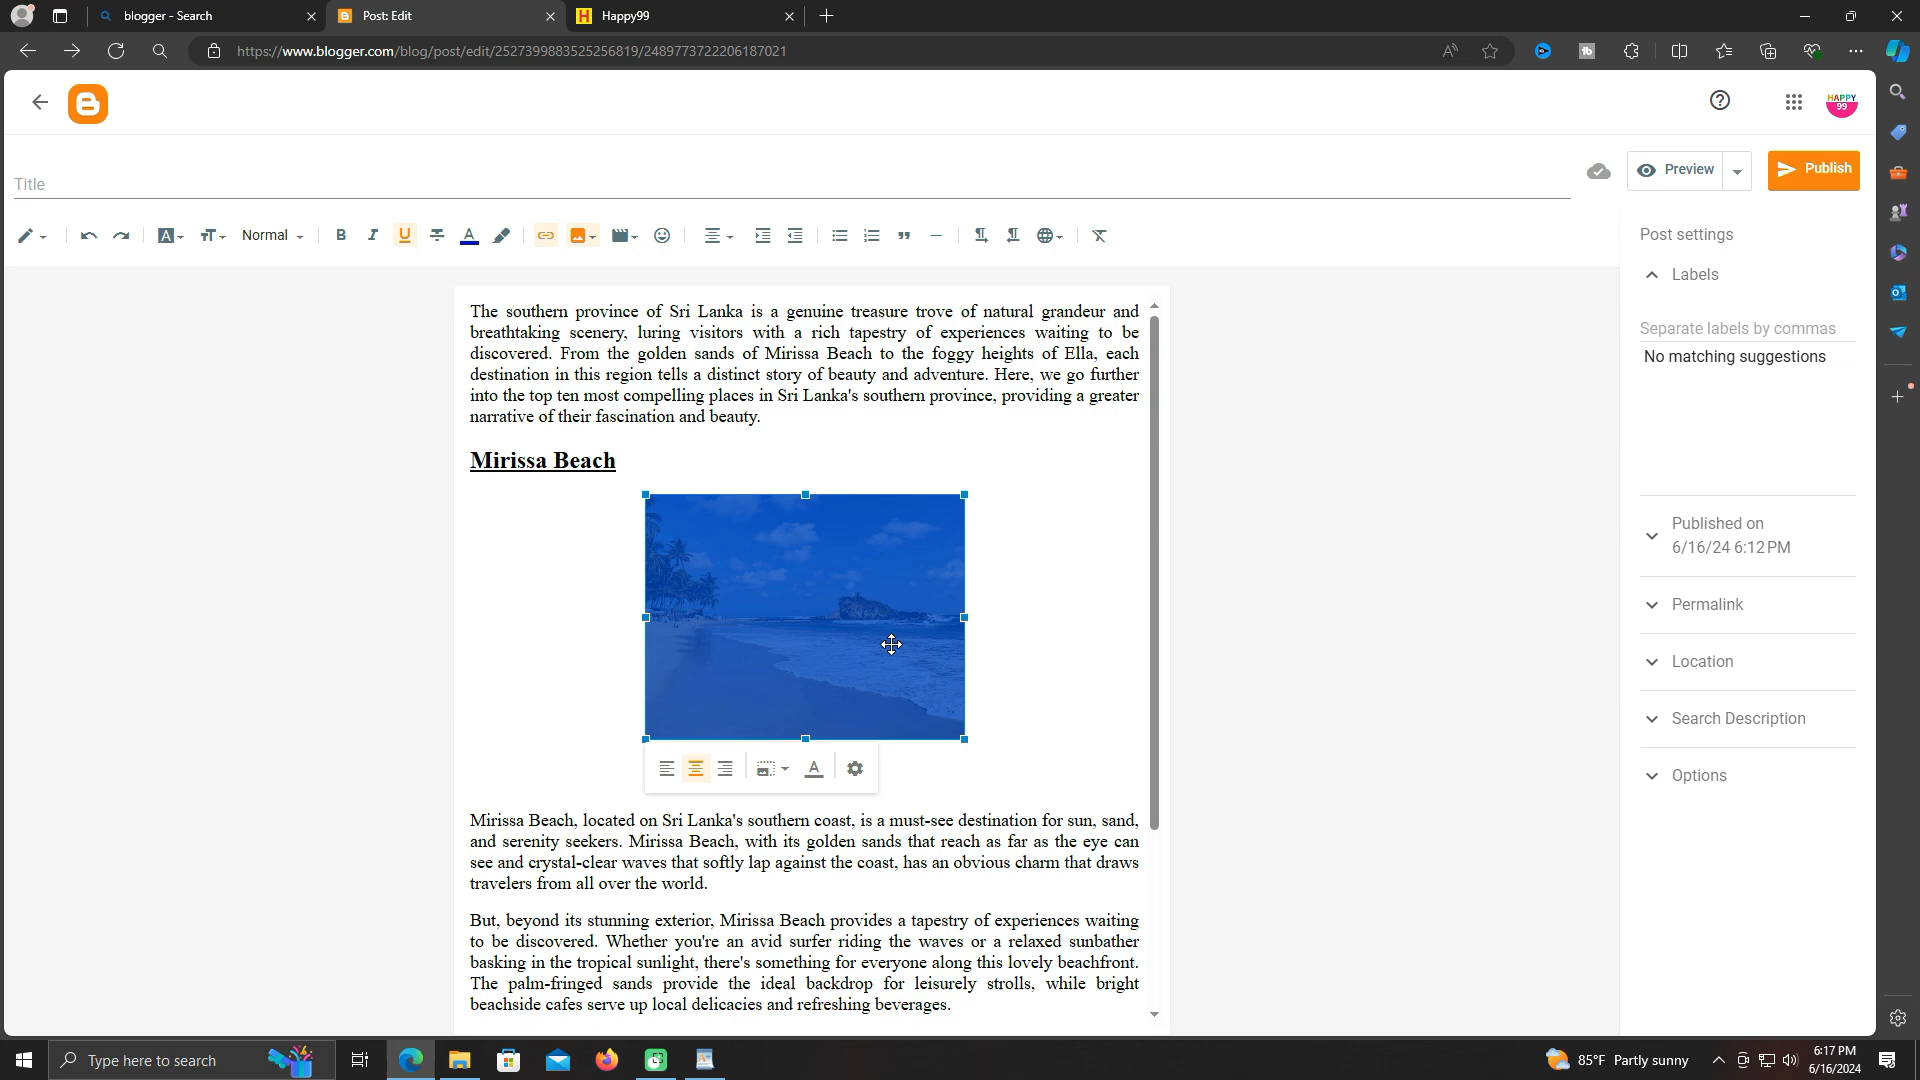 blogger - Search
Post: Edit
Happy99
https://www.blogger.com/blog/post/edit/2527399883525256819/2489773722206187021
HAPPY
99
Title
Preview
Publish
Normal
Post settings
Labels
Separate labels by commas
No matching suggestions
Published on
6/16/24 6:12 PM
Permalink
Location
Search Description
Options
The southern province of Sri Lanka is a genuine treasure trove of natural grandeur and
breathtaking scenery, luring visitors with a rich tapestry of experiences waiting to be
discovered. From the golden sands of Mirissa Beach to the foggy heights of Ella, each
destination in this region tells a distinct story of beauty and adventure. Here, we go further
into the top ten most compelling places in Sri Lanka's southern province, providing a greater
narrative of their fascination and beauty.
Mirissa Beach
Mirissa Beach, located on Sri Lanka's southern coast, is a must-see destination for sun, sand,
and serenity seekers. Mirissa Beach, with its golden sands that reach as far as the eye can
see and crystal-clear waves that softly lap against the coast, has an obvious charm that draws
travelers from all over the world.
But, beyond its stunning exterior, Mirissa Beach provides a tapestry of experiences waiting
to be discovered. Whether you're an avid surfer riding the waves or a relaxed sunbather
basking in the tropical sunlight, there's something for everyone along this lovely beachfront.
The palm-fringed sands provide the ideal backdrop for leisurely strolls, while bright
beachside cafes serve up local delicacies and refreshing beverages.
Type here to search
85°F Partly sunny
6:17 PM
6/16/2024